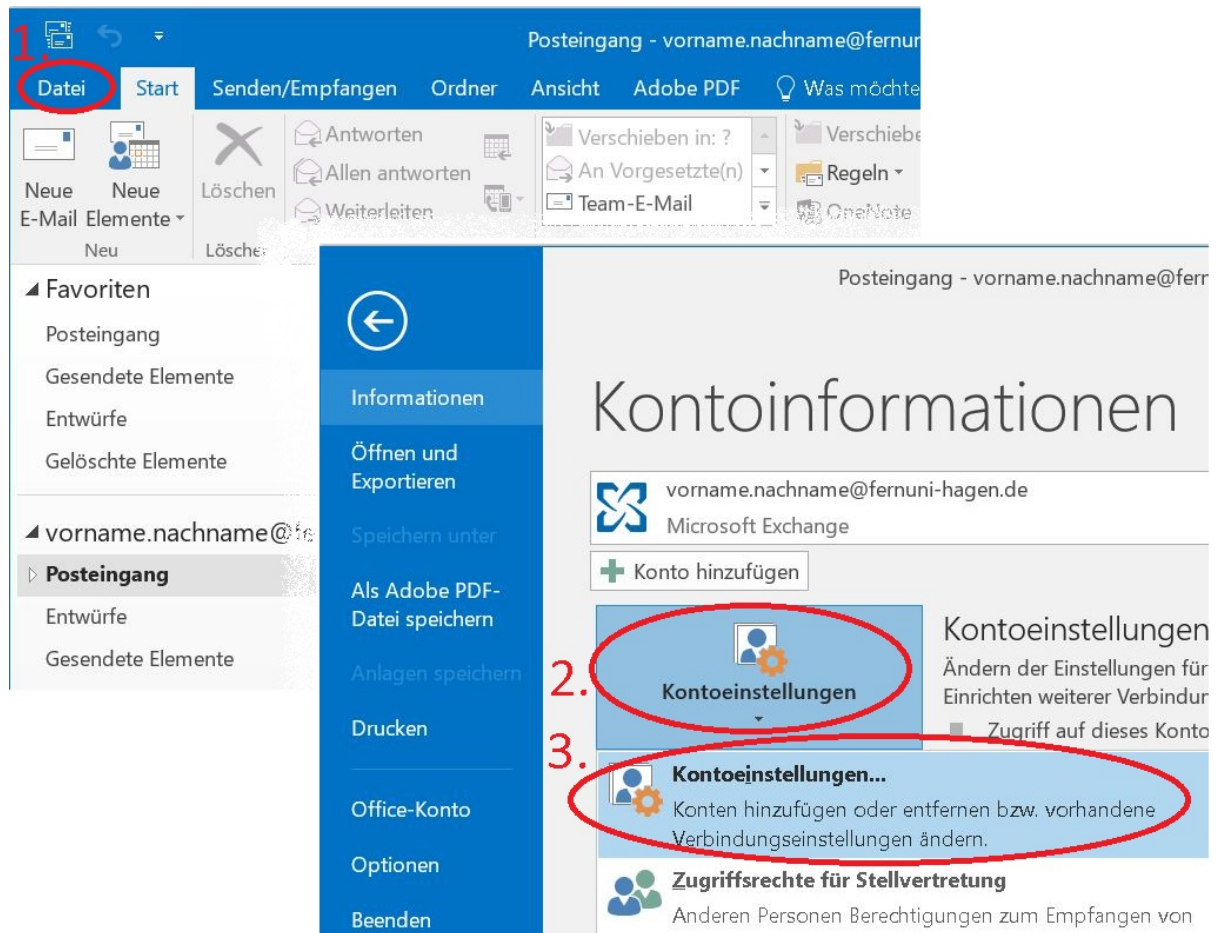 1.
Posteingang - vorname.nachname@fernun
Datei Start Senden/Empfangen Ordner Ansicht Adobe PDF Was möchte
Neue E-Mail
Neue Elemente
Löschen
Antworten
Allen antworten
Weiterleiten
Verschieben in: ?
An Vorgesetzte(n)
Team-E-Mail
Verschiebe
Regeln
OneNote
Neu
Lösche
Favoriten
Posteingang
Gesendete Elemente
Entwürfe
Gelöschte Elemente
vorname.nachname@fe
Posteingang
Entwürfe
Gesendete Elemente
Informationen
Öffnen und
Exportieren
Speichern unter
Als Adobe PDF-
Datei speichern
Anlagen speichern
Drucken
Office-Konto
Optionen
Beenden
Posteingang - vorname.nachname@fern
Kontoinformationen
vorname.nachname@fernuni-hagen.de
Microsoft Exchange
Konto hinzufügen
2.
Kontoeinstellungen
Kontoeinstellungen
Ändern der Einstellungen für
Einrichten weiterer Verbindun
Zugriff auf dieses Konto
3.
Kontoeinstellungen...
Konten hinzufügen oder entfernen bzw. vorhandene
Verbindungseinstellungen ändern.
Zugriffsrechte für Stellvertretung
Anderen Personen Berechtigungen zum Empfangen von